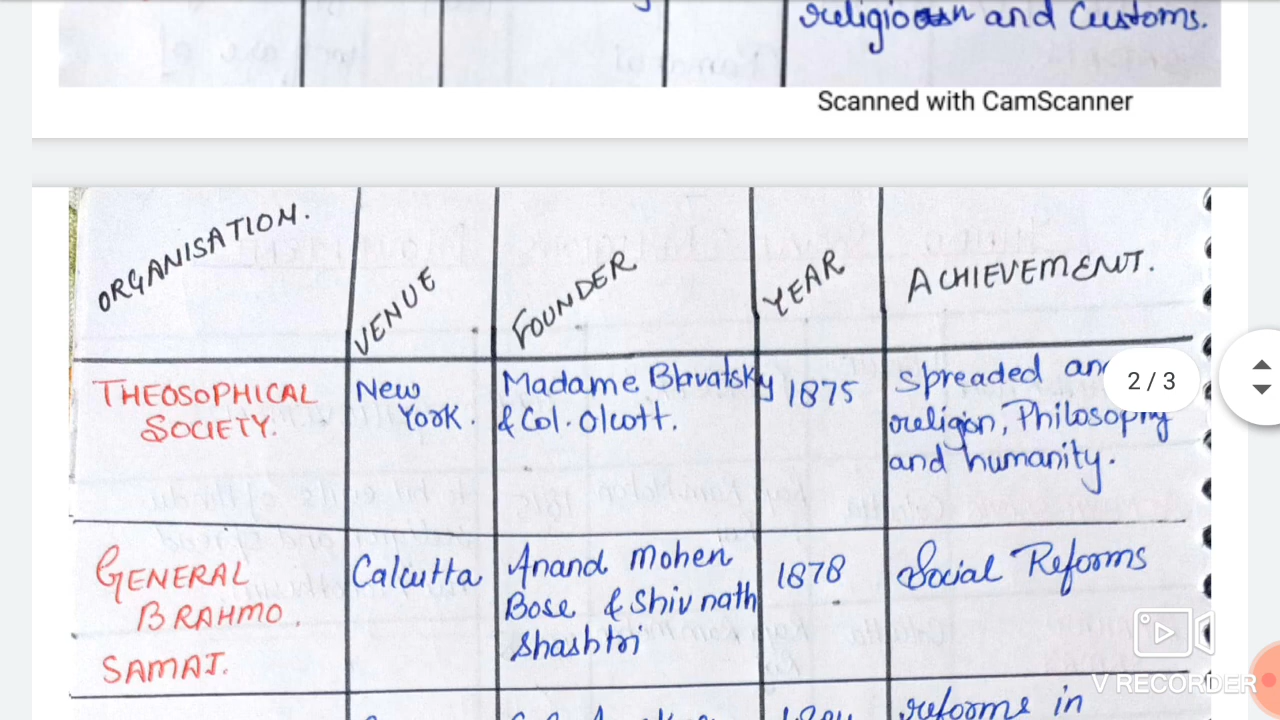 religion and Customs.
Scanned with CamScanner
ORGANISATION. VENUE FOUNDER YEAR ACHIEVEMENT.
THEOSOPHICAL New Madame Blavatsky 1875 Spreaded
SOCIETY. York. & Col. Olcott. religion, Philosophy
and humanity.
2 / 3
GENERAL Calcutta Anand Mohen 1878 Social Reforms
BRAHMO. Bose & Shivnath
SAMAJ. Shashtri
reforms in
V RECORDER